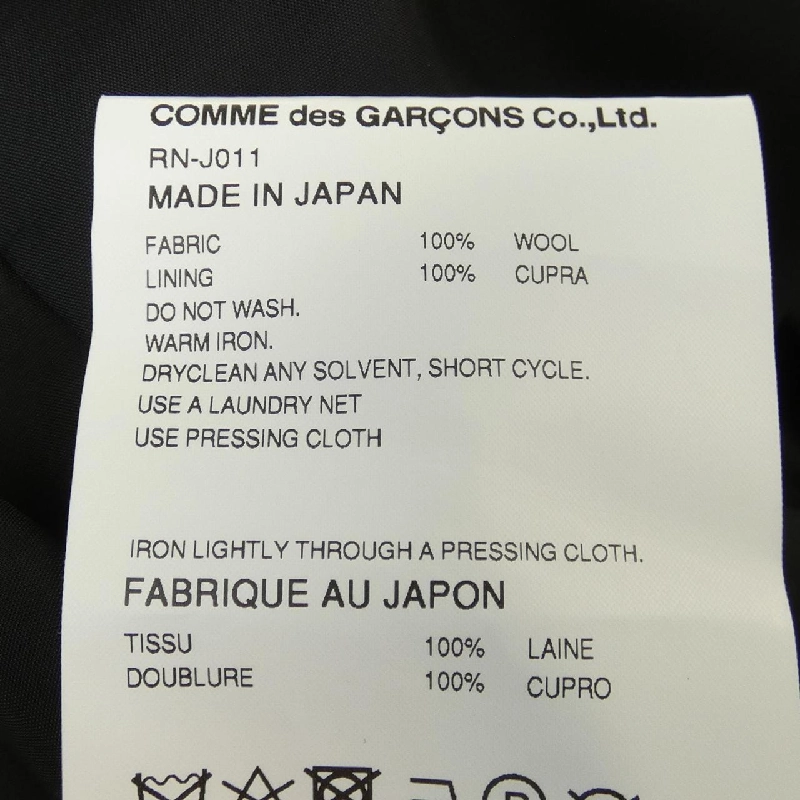 COMME des GARÇONS Co.,Ltd.
RN-J011
MADE IN JAPAN
FABRIC 100% WOOL
LINING 100% CUPRA
DO NOT WASH.
WARM IRON.
DRYCLEAN ANY SOLVENT, SHORT CYCLE.
USE A LAUNDRY NET
USE PRESSING CLOTH
IRON LIGHTLY THROUGH A PRESSING CLOTH.
FABRIQUE AU JAPON
TISSU 100% LAINE
DOUBLURE 100% CUPRO